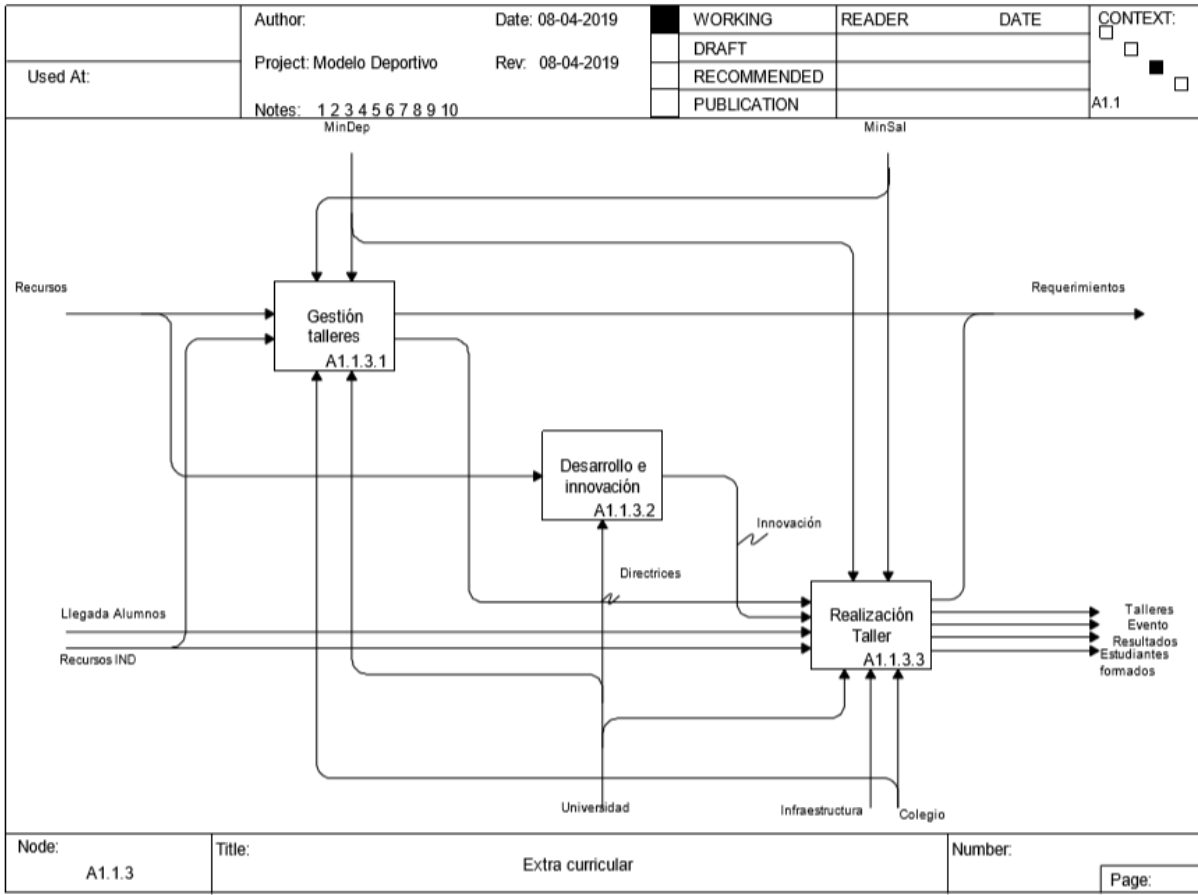 Used At:
Author:
Date: 08-04-2019
Project: Modelo Deportivo
Rev: 08-04-2019
Notes: 1 2 3 4 5 6 7 8 9 10
WORKING
DRAFT
RECOMMENDED
PUBLICATION
READER
DATE
CONTEXT:
A1.1
MinDep
MinSal
Recursos
Requerimientos
Gestión
talleres
A1.1.3.1
Desarrollo e
innovación
A1.1.3.2
Innovación
Directrices
Llegada Alumnos
Recursos IND
Realización
Taller
A1.1.3.3
Talleres
Evento
Resultados
Estudiantes
formados
Universidad
Infraestructura
Colegio
Node:
A1.1.3
Title:
Extra curricular
Number:
Page: